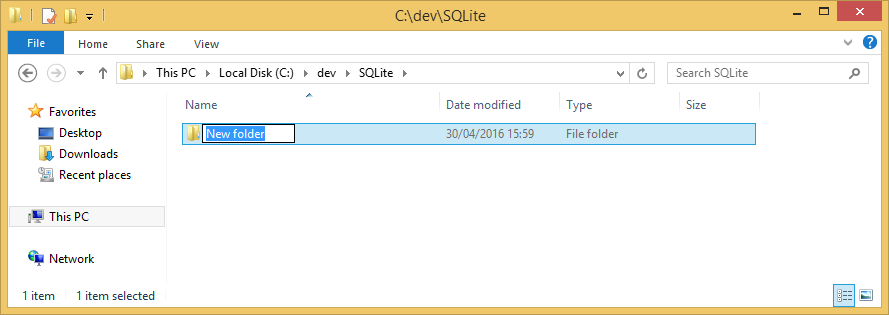 C:\dev\SQLite
File Home Share View
This PC Local Disk (C:) dev SQLite Search SQLite
Favorites
Desktop
Downloads
Recent places
This PC
Network
Name Date modified Type Size
New folder 30/04/2016 15:59 File folder
1 item 1 item selected